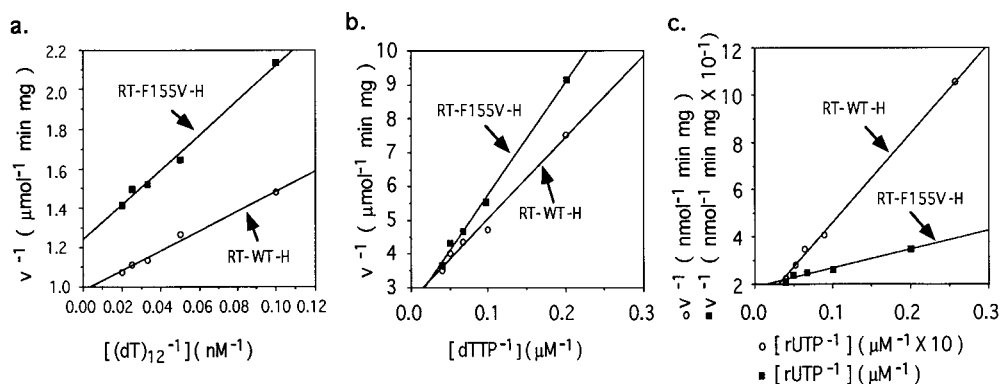 a.
v⁻¹ ( μmol⁻¹ min mg)
2.2
2.0
1.8
1.6
1.4
1.2
1.0
RT-F155V-H
RT-WT-H
0.00 0.02 0.04 0.06 0.08 0.10 0.12
[(dT)₁₂⁻¹] ( nM⁻¹)
b.
v⁻¹ ( μmol⁻¹ min mg)
10
9
8
7
6
5
4
3
RT-F155V-H
RT-WT-H
0.0 0.1 0.2 0.3
[dTTP⁻¹] (μM⁻¹)
c.
○ v⁻¹ ( nmol⁻¹ min mg)
■ v⁻¹ ( nmol⁻¹ min mg X 10⁻¹)
12
10
8
6
4
2
RT-WT-H
RT-F155V-H
0.0 0.1 0.2 0.3
○ [rUTP⁻¹] ( μM⁻¹ X 10)
■ [rUTP⁻¹] ( μM⁻¹)